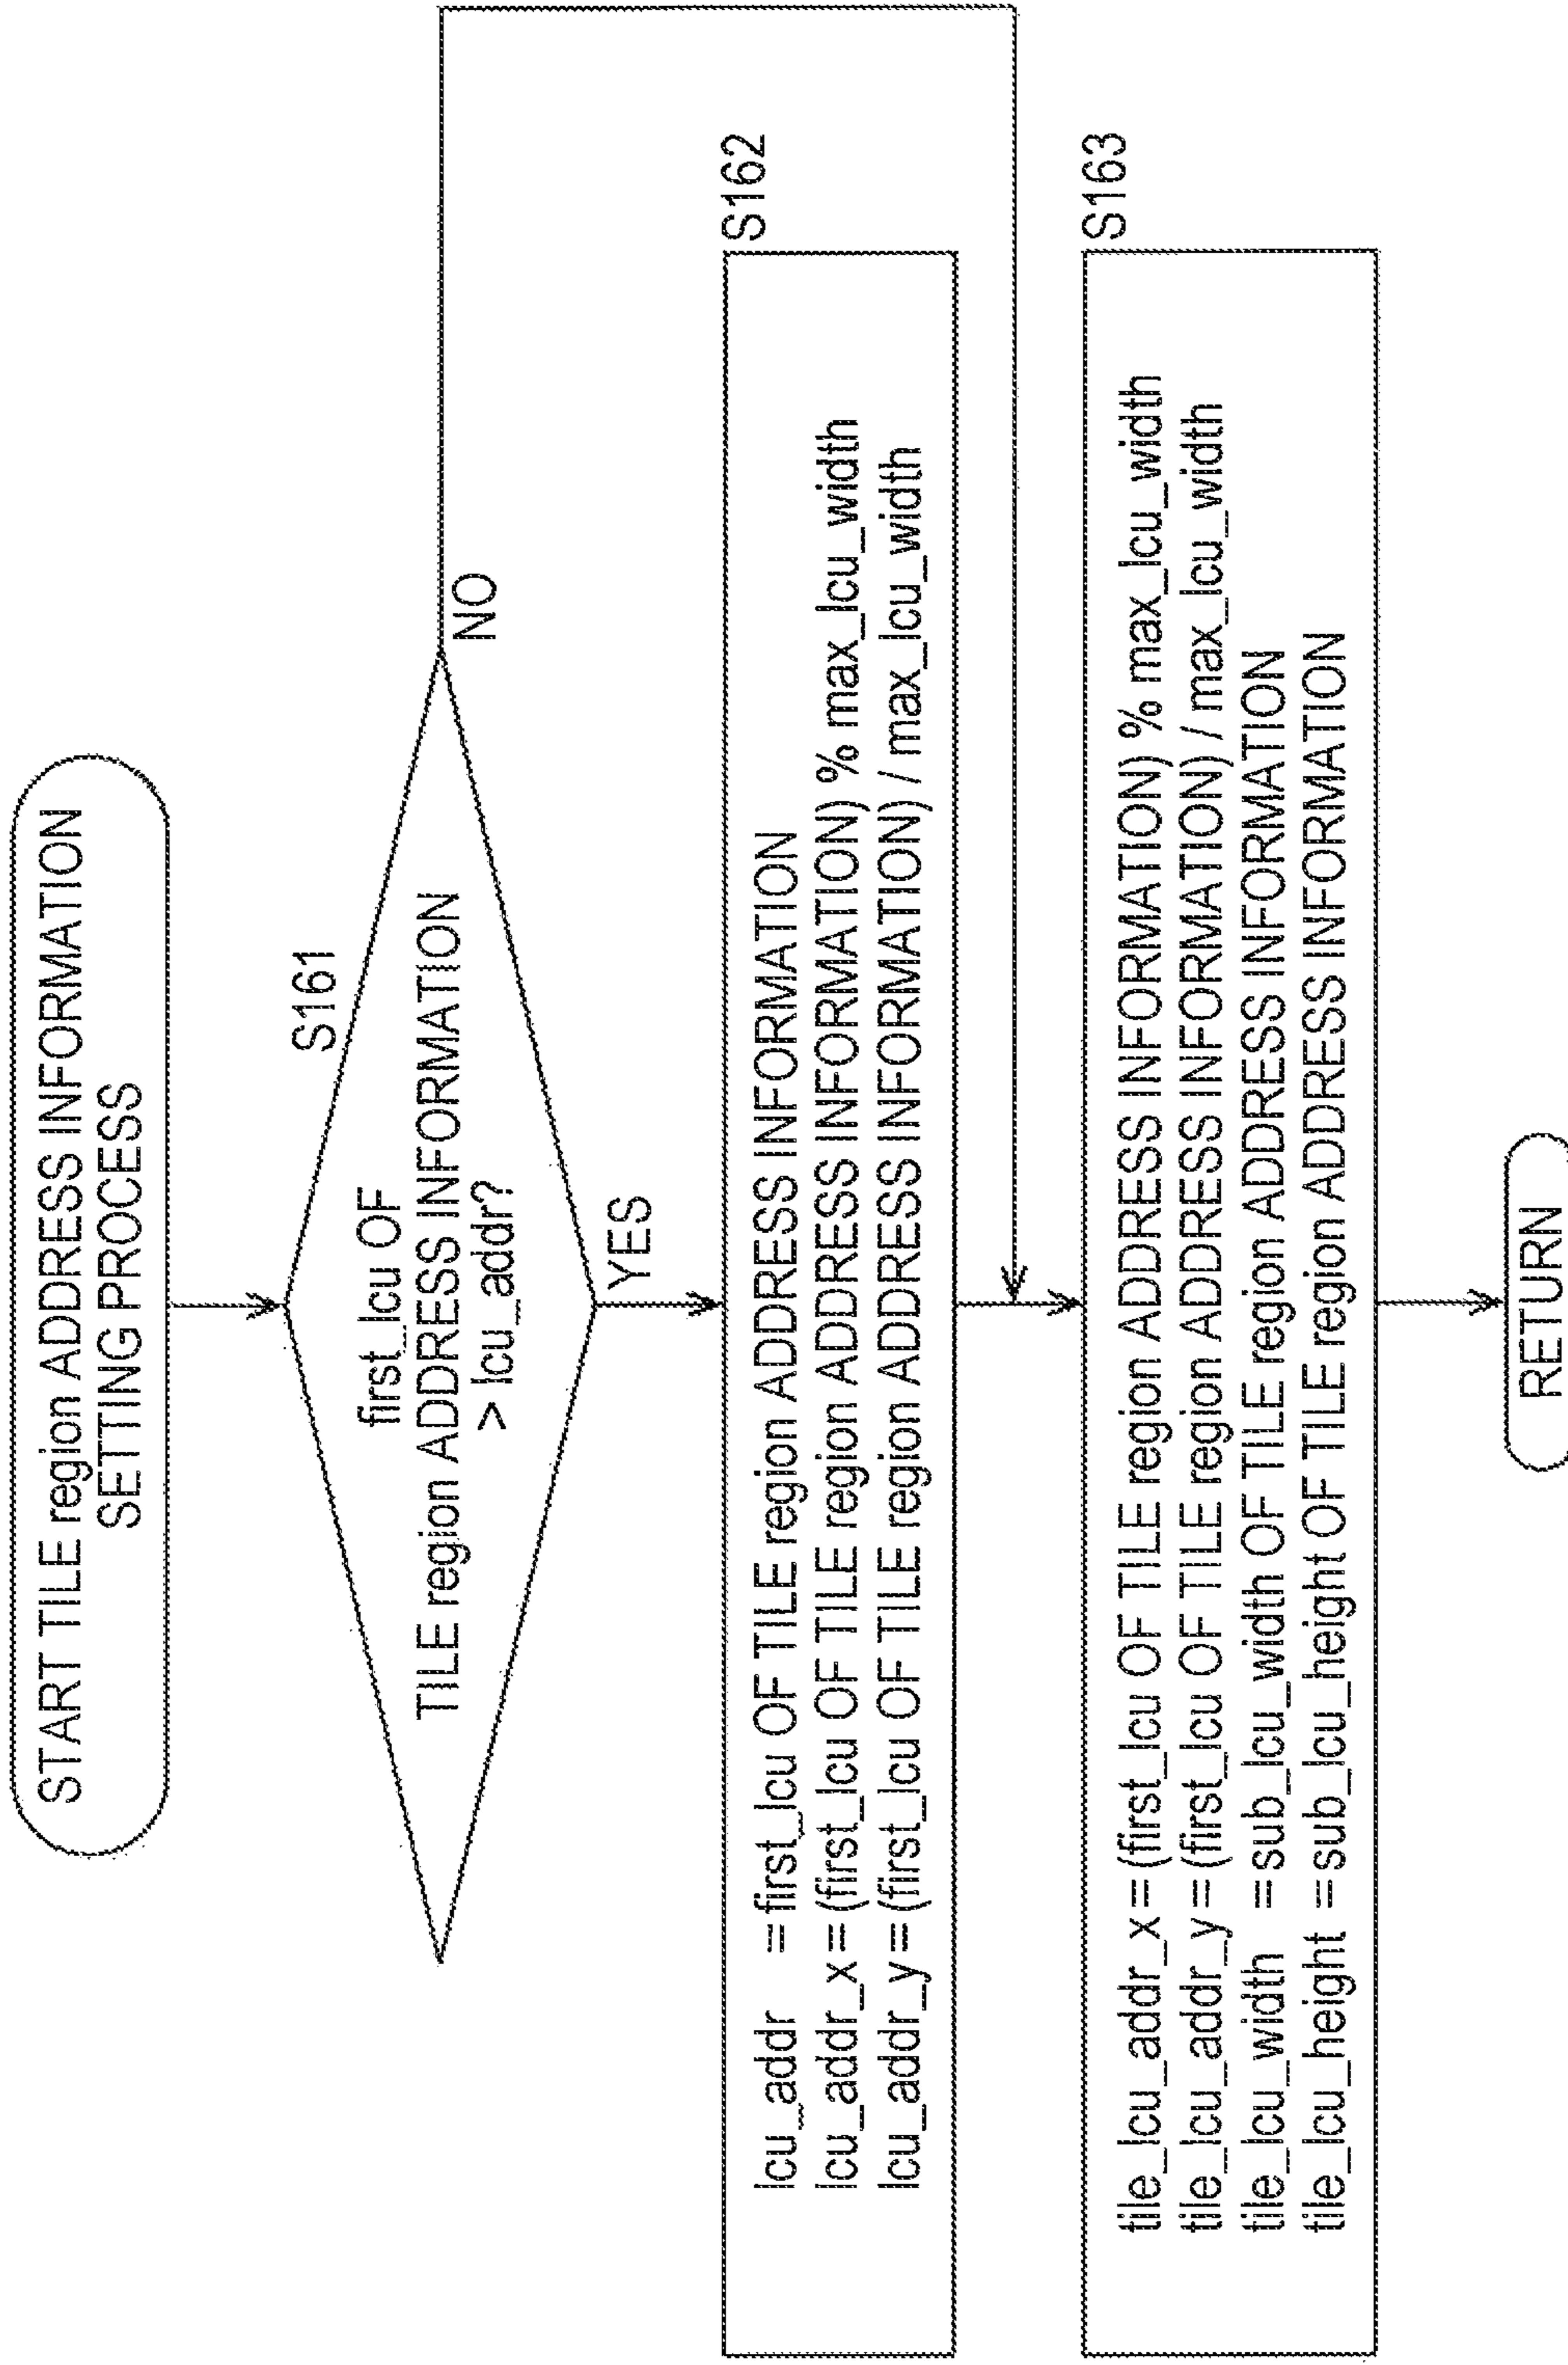 START TILE region ADDRESS INFORMATION
SETTING PROCESS
S161
first_lcu OF
TILE region ADDRESS INFORMATION
> lcu_addr?
NO
YES
S162
lcu_addr =first_lcu OF TILE region ADDRESS INFORMATION
lcu_addr_x=(first_lcu OF TILE region ADDRESS INFORMATION) % max_lcu_width
lcu_addr_y=(first_lcu OF TILE region ADDRESS INFORMATION) / max_lcu_width
S163
tile_lcu_addr_x=(first_lcu OF TILE region ADDRESS INFORMATION) % max_lcu_width
tile_lcu_addr_y=(first_lcu OF TILE region ADDRESS INFORMATION) / max_lcu_width
tile_lcu_width =sub_lcu_width OF TILE region ADDRESS INFORMATION
tile_lcu_height =sub_lcu_height OF TILE region ADDRESS INFORMATION
RETURN